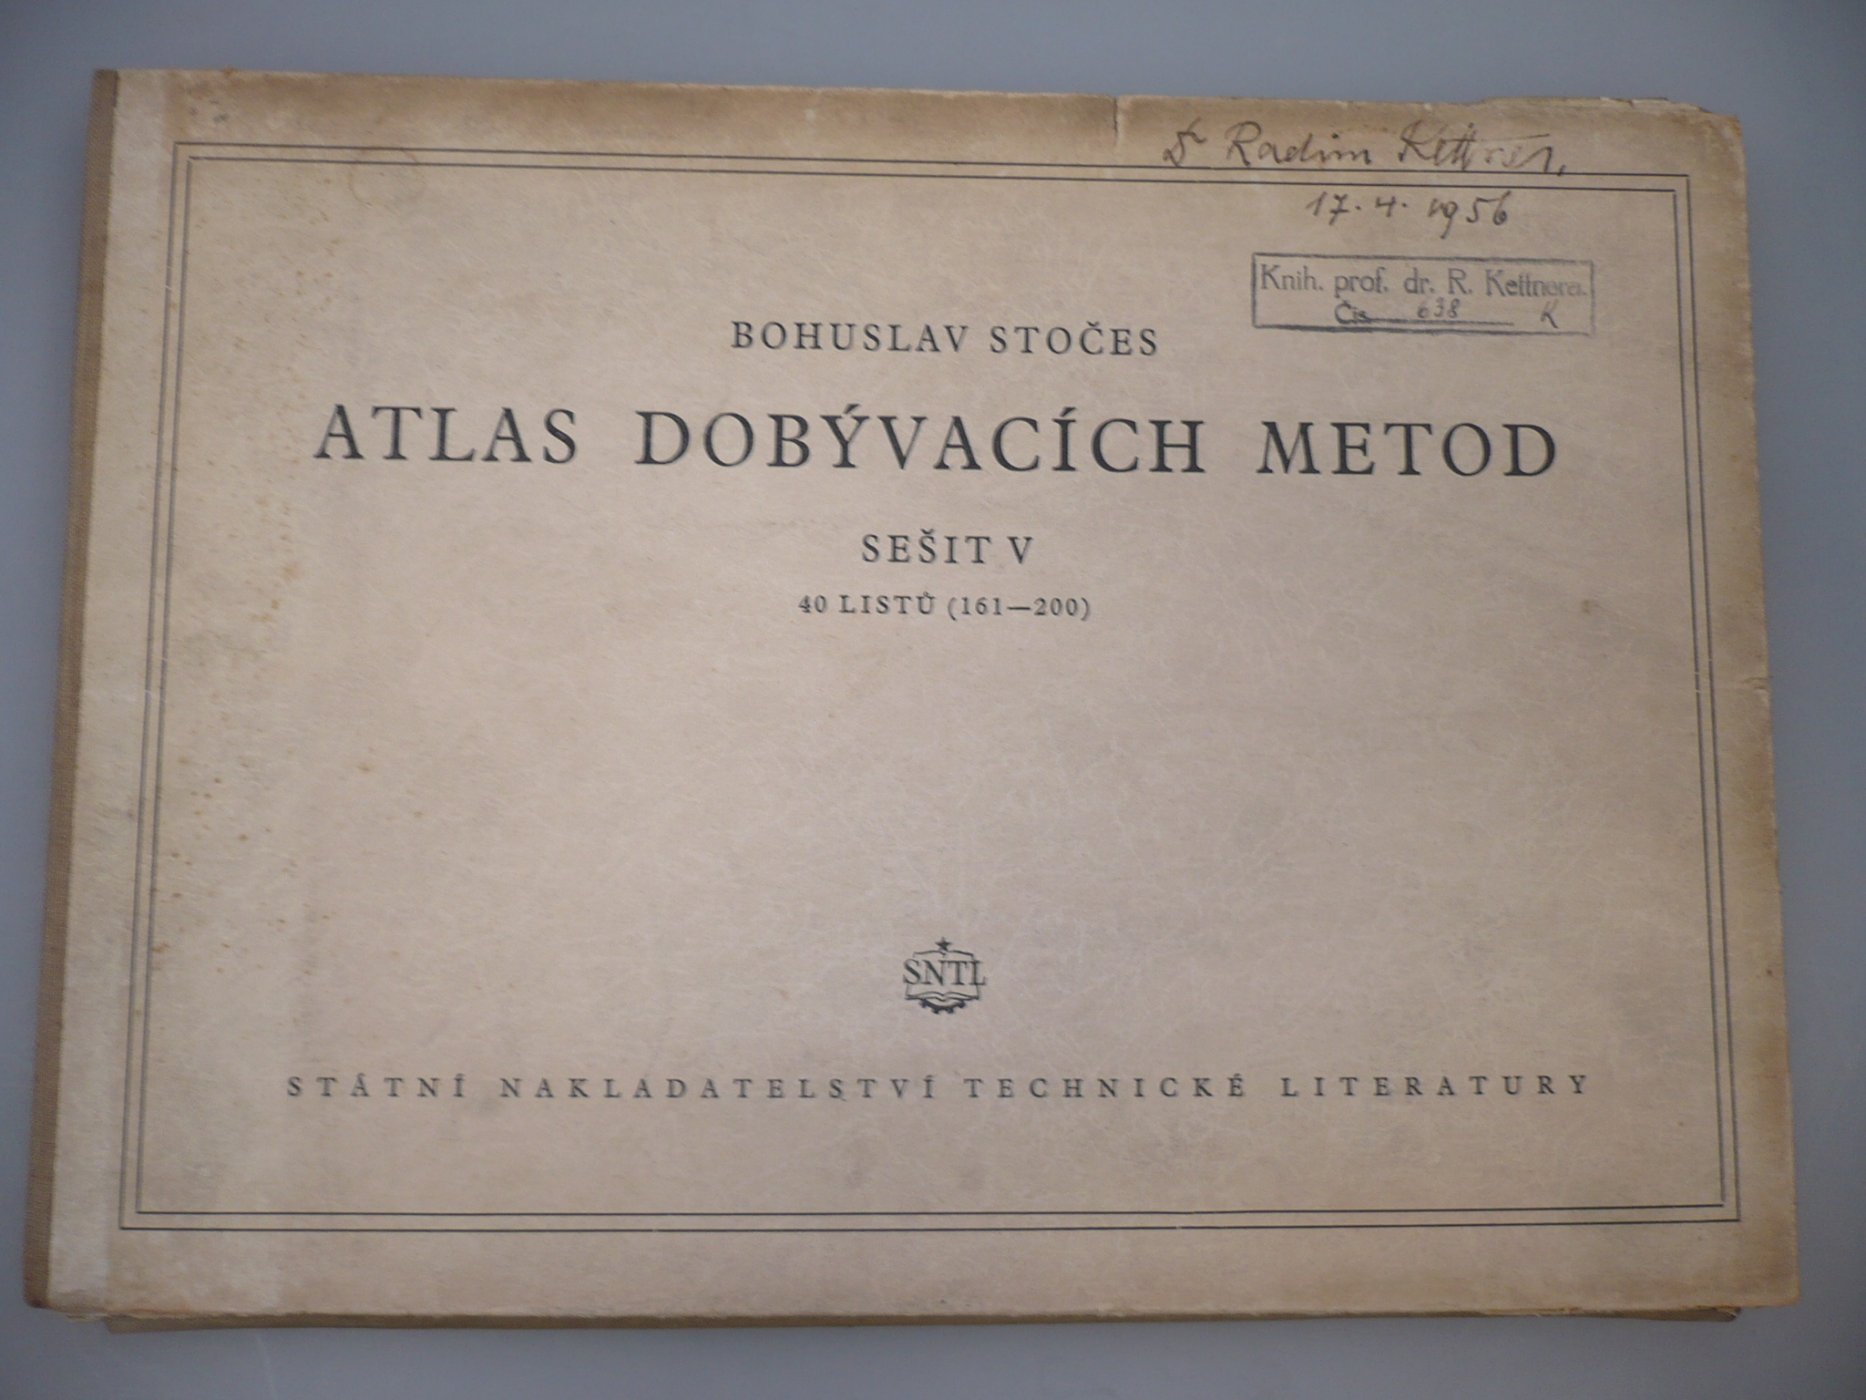 Dr Radim Kettner,
17. 4. 1956
Knih. prof. dr. R. Kettnera.
Čís. 638 K
BOHUSLAV STOČES
ATLAS DOBÝVACÍCH METOD
SEŠIT V
40 LISTŮ (161—200)
SNTL
STÁTNÍ NAKLADATELSTVÍ TECHNICKÉ LITERATURY